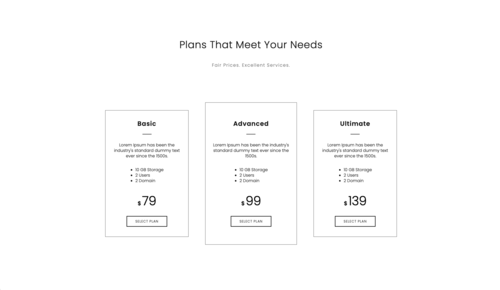 Plans That Meet Your Needs
Fair Prices. Excellent Services.
Basic
Lorem Ipsum has been the
industry's standard dummy text
ever since the 1500s.
10 GB Storage
2 Users
2 Domain
$79
SELECT PLAN
Advanced
Lorem Ipsum has been the industry's
standard dummy text ever since the
1500s.
10 GB Storage
2 Users
2 Domain
$99
SELECT PLAN
Ultimate
Lorem Ipsum has been the
industry's standard dummy text
ever since the 1500s.
10 GB Storage
2 Users
2 Domain
$139
SELECT PLAN